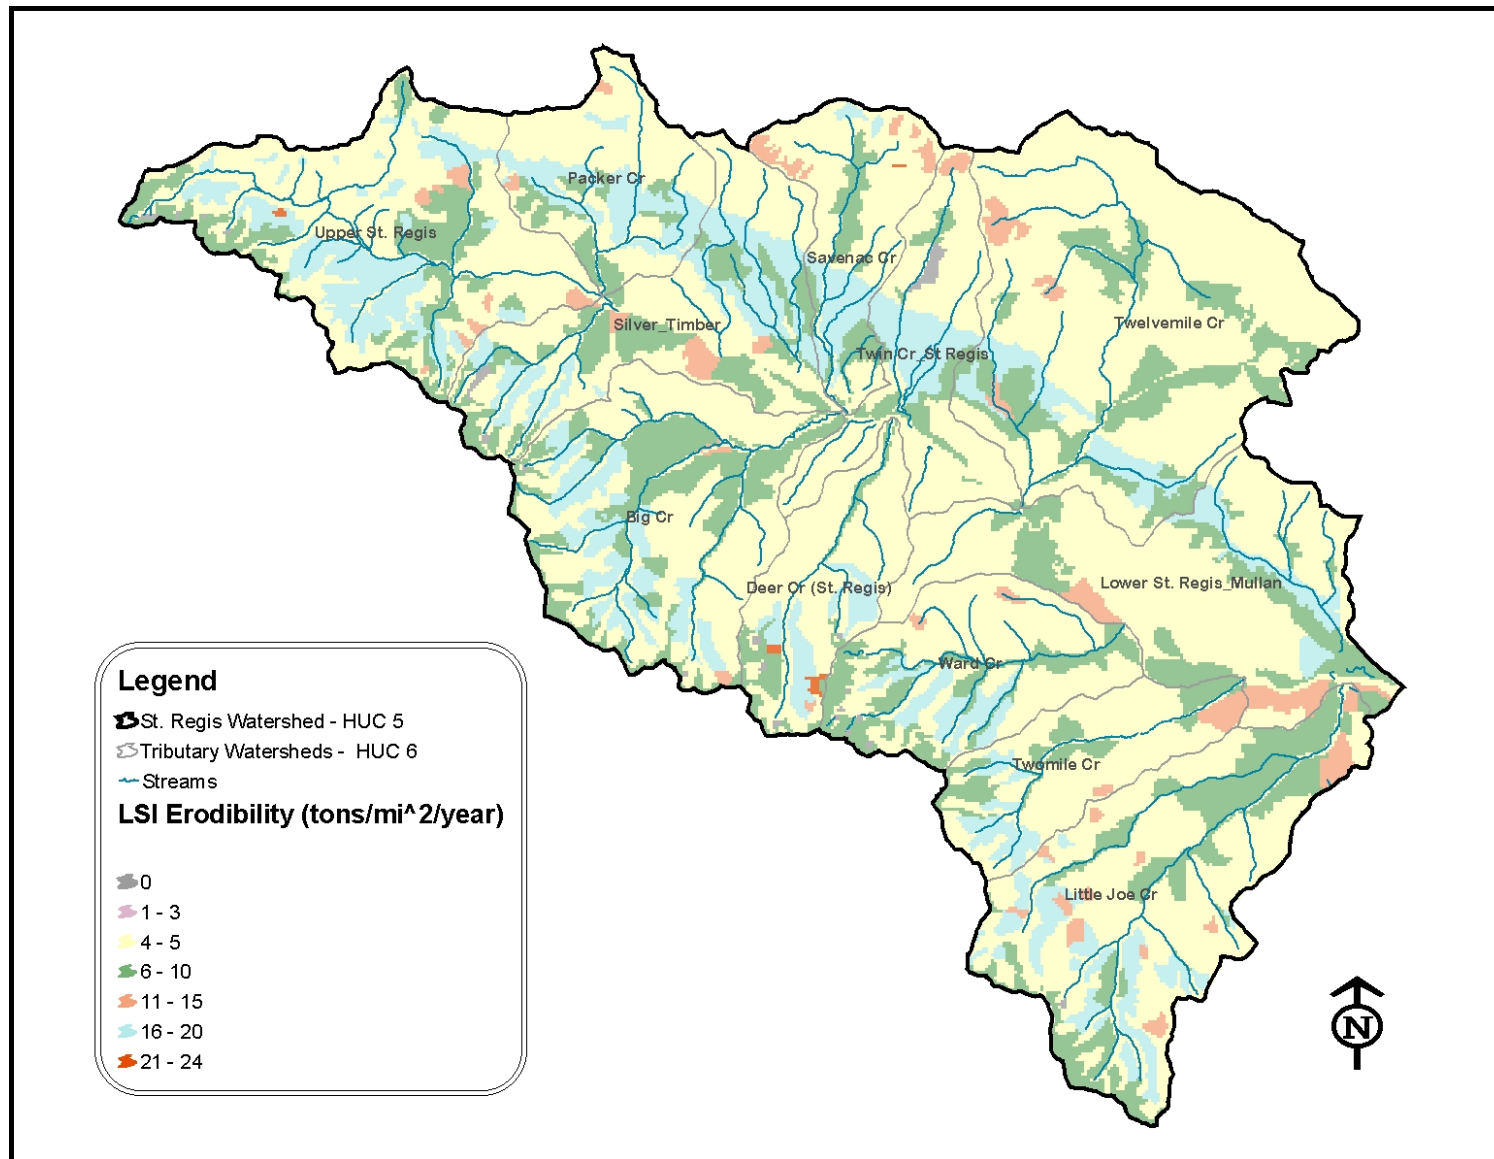 Packer Cr
Upper St. Regis
Savenac Cr
Silver_Timber
Twelvemile Cr
Twin Cr_St Regis
Big Cr
Deer Cr (St. Regis)
Lower St. Regis_Mullan
Ward Cr
Twomile Cr
Little Joe Cr
Legend
St. Regis Watershed - HUC 5
Tributary Watersheds - HUC 6
Streams
LSI Erodibility (tons/mi^2/year)
0
1 - 3
4 - 5
6 - 10
11 - 15
16 - 20
21 - 24
N